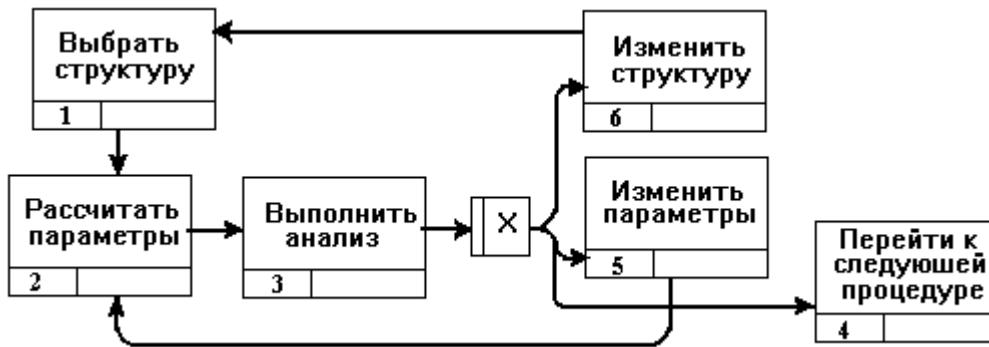 Выбрать
структуру
1
Изменить
структуру
6
Рассчитать
параметры
2
Выполнить
анализ
3
X
Изменить
параметры
5
Перейти к
следуюшей
процедуре
4